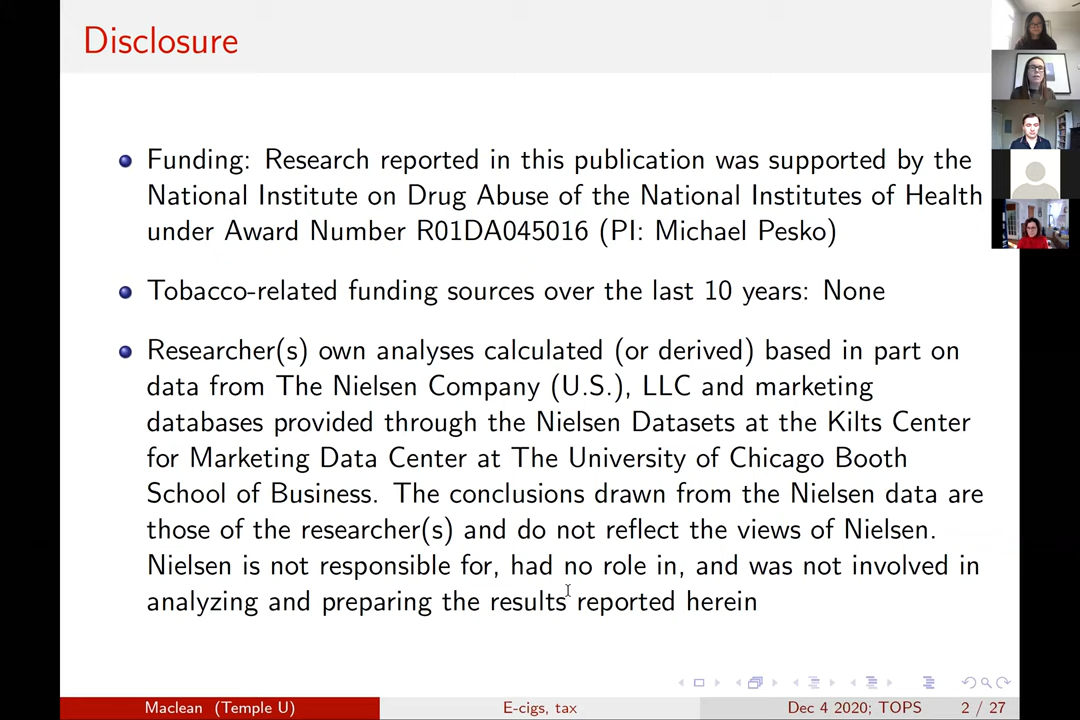 Disclosure
Funding: Research reported in this publication was supported by the
National Institute on Drug Abuse of the National Institutes of Health
under Award Number R01DA045016 (PI: Michael Pesko)
Tobacco-related funding sources over the last 10 years: None
Researcher(s) own analyses calculated (or derived) based in part on
data from The Nielsen Company (U.S.), LLC and marketing
databases provided through the Nielsen Datasets at the Kilts Center
for Marketing Data Center at The University of Chicago Booth
School of Business. The conclusions drawn from the Nielsen data are
those of the researcher(s) and do not reflect the views of Nielsen.
Nielsen is not responsible for, had no role in, and was not involved in
analyzing and preparing the results reported herein
Maclean (Temple U) E-cigs, tax Dec 4 2020; TOPS 2 / 27